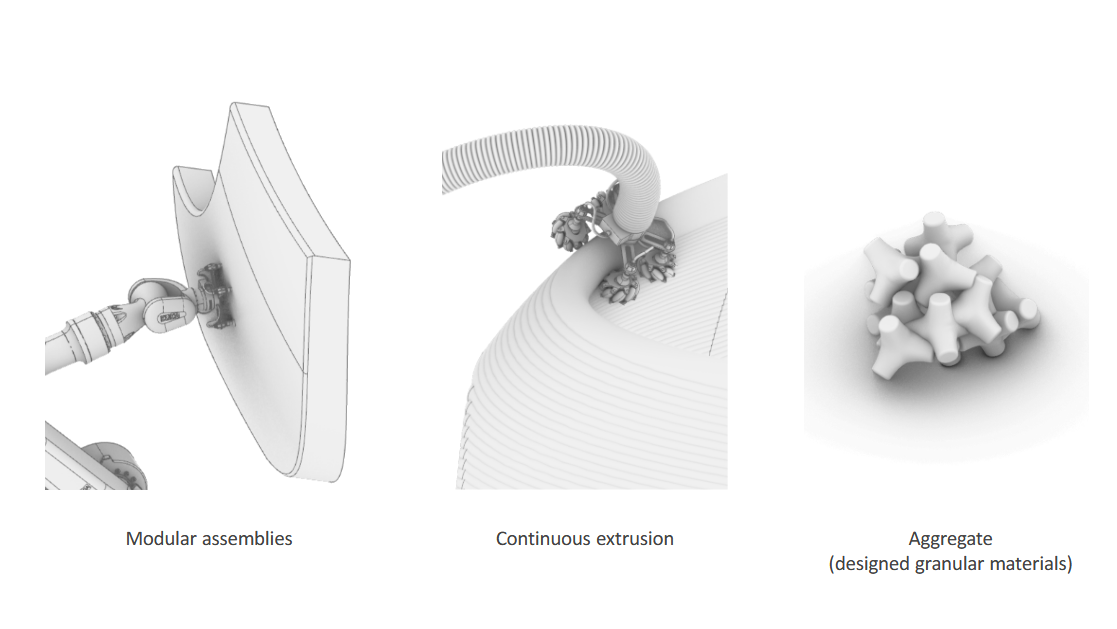 Modular assemblies
Continuous extrusion
Aggregate
(designed granular materials)